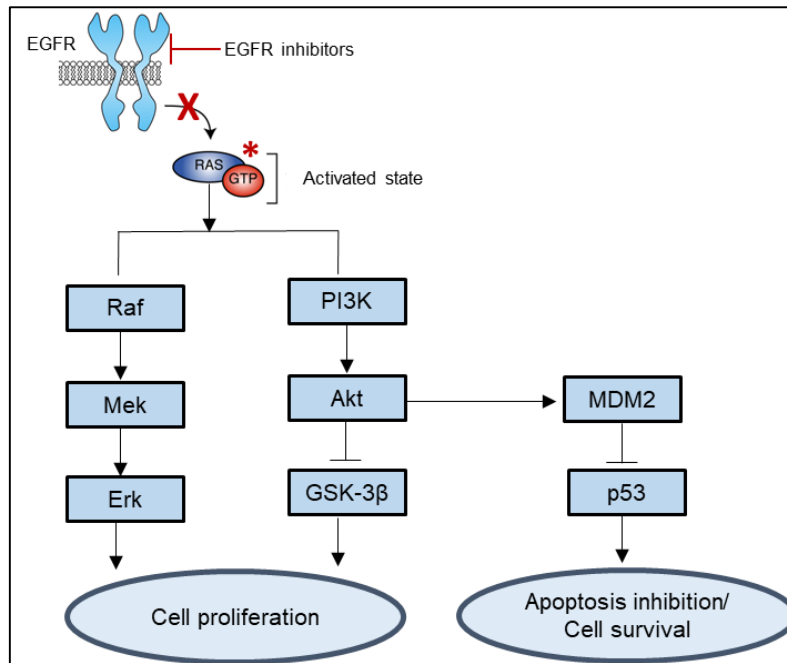 EGFR
EGFR inhibitors
X
*
RAS
GTP
Activated state
Raf
PI3K
Mek
Akt
MDM2
Erk
GSK-3β
p53
Cell proliferation
Apoptosis inhibition/
Cell survival